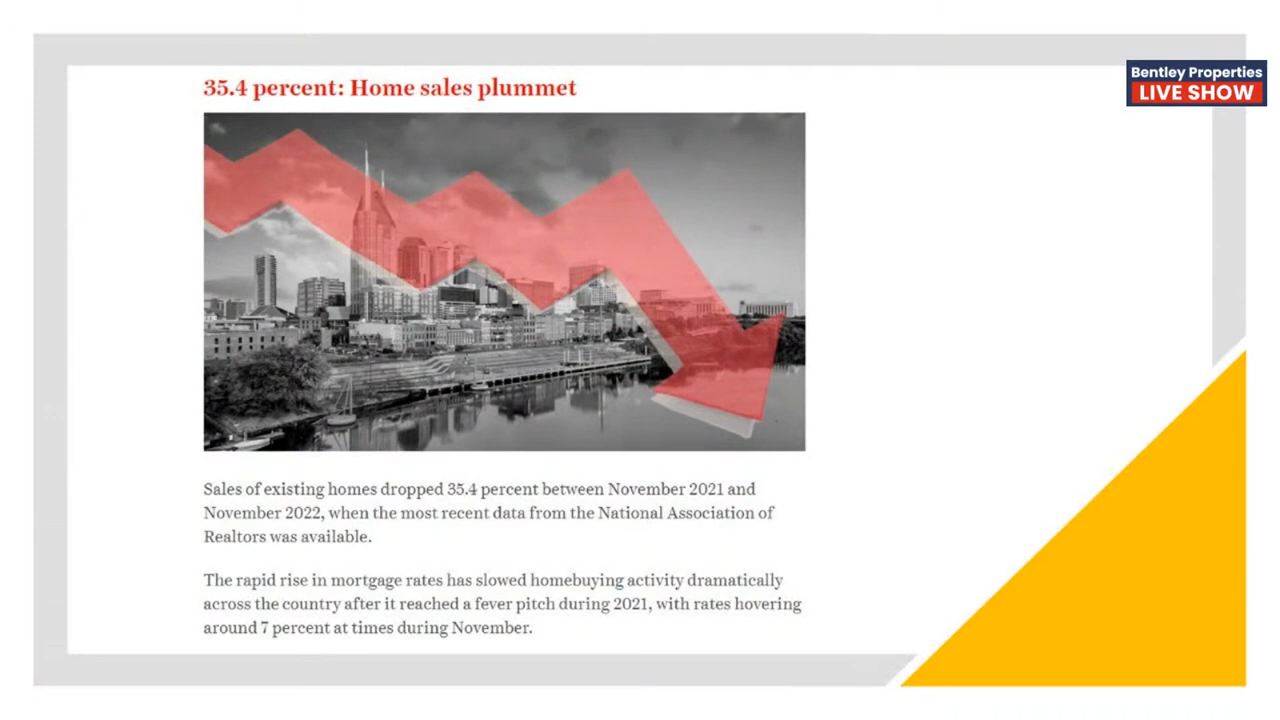 35.4 percent: Home sales plummet
Bentley Properties
LIVE SHOW
Sales of existing homes dropped 35.4 percent between November 2021 and
November 2022, when the most recent data from the National Association of
Realtors was available.
The rapid rise in mortgage rates has slowed homebuying activity dramatically
across the country after it reached a fever pitch during 2021, with rates hovering
around 7 percent at times during November.